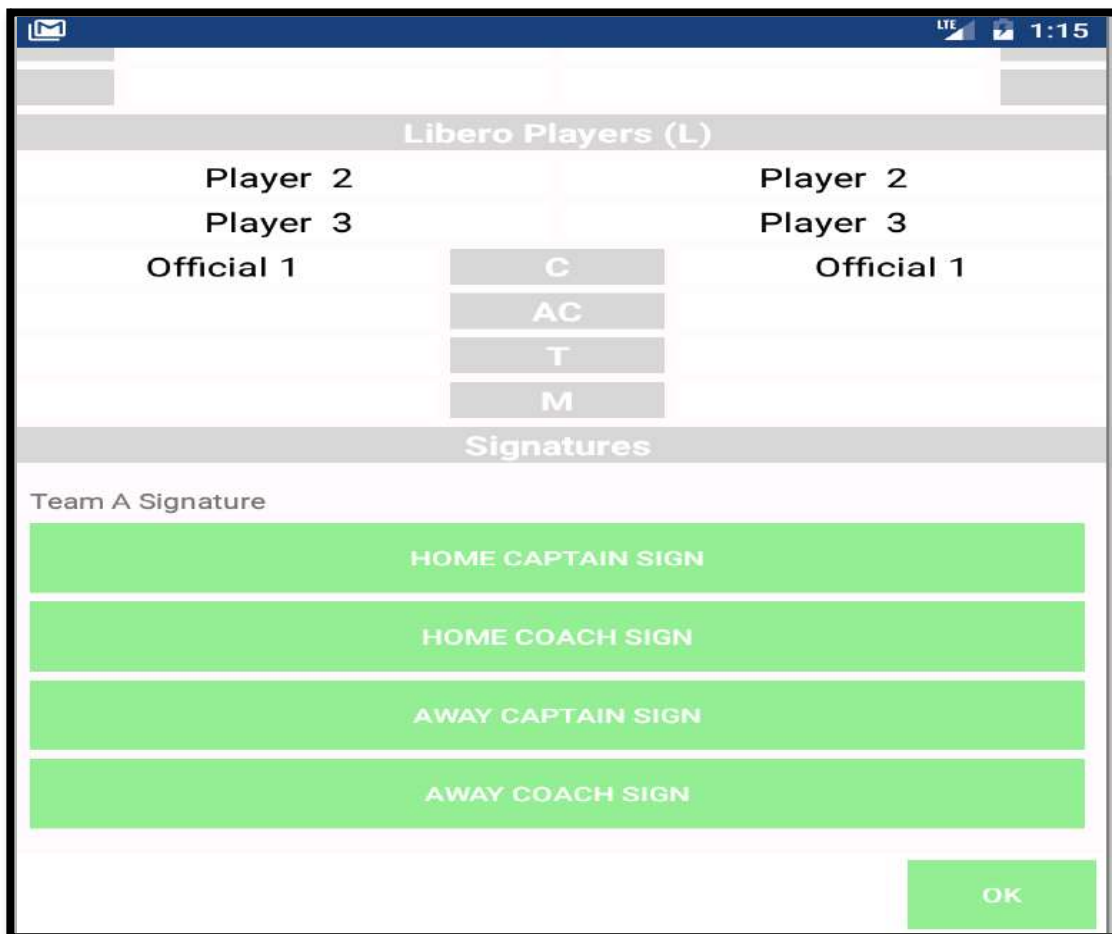 LTE 1:15
Libero Players (L)
Player 2 Player 2
Player 3 Player 3
Official 1 C Official 1
AC
T
M
Signatures
Team A Signature
HOME CAPTAIN SIGN
HOME COACH SIGN
AWAY CAPTAIN SIGN
AWAY COACH SIGN
OK